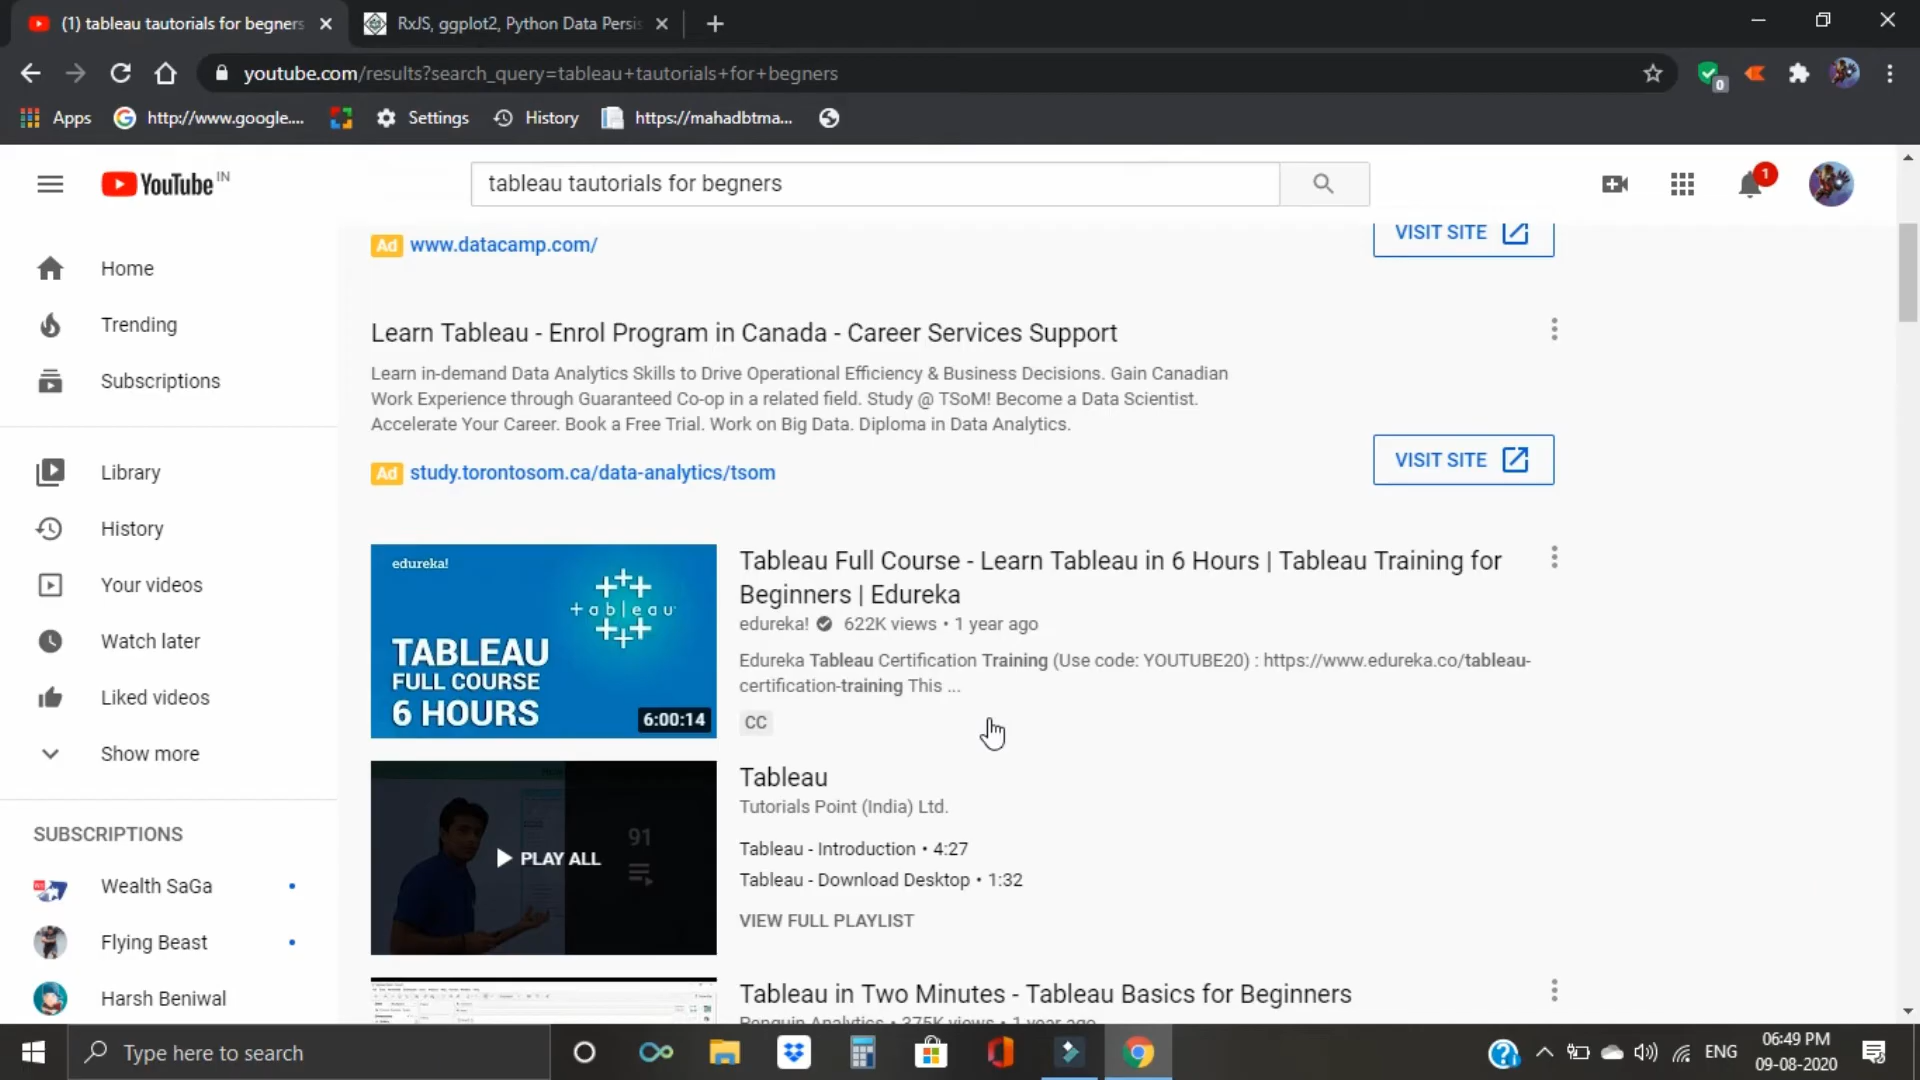 (1) tableau tautorials for begners
RxJS, ggplot2, Python Data Persis
youtube.com/results?search_query=tableau+tautorials+for+begners
0
Apps
http://www.google....
Settings
History
https://mahadbtma...
YouTube IN
tableau tautorials for begners
1
Home
Trending
Subscriptions
Library
History
Your videos
Watch later
Liked videos
Show more
SUBSCRIPTIONS
Wealth SaGa
Flying Beast
Harsh Beniwal
Ad www.datacamp.com/
VISIT SITE
Learn Tableau - Enrol Program in Canada - Career Services Support
Learn in-demand Data Analytics Skills to Drive Operational Efficiency & Business Decisions. Gain Canadian
Work Experience through Guaranteed Co-op in a related field. Study @ TSoM! Become a Data Scientist.
Accelerate Your Career. Book a Free Trial. Work on Big Data. Diploma in Data Analytics.
Ad study.torontosom.ca/data-analytics/tsom
VISIT SITE
edureka!
tableau
TABLEAU
FULL COURSE
6 HOURS
6:00:14
Tableau Full Course - Learn Tableau in 6 Hours | Tableau Training for
Beginners | Edureka
edureka! 622K views • 1 year ago
Edureka Tableau Certification Training (Use code: YOUTUBE20) : https://www.edureka.co/tableau-
certification-training This ...
CC
91
PLAY ALL
Tableau
Tutorials Point (India) Ltd.
Tableau - Introduction • 4:27
Tableau - Download Desktop • 1:32
VIEW FULL PLAYLIST
Tableau in Two Minutes - Tableau Basics for Beginners
Penguin Analytics • 375K views • 1 year ago
Type here to search
ENG
06:49 PM
09-08-2020